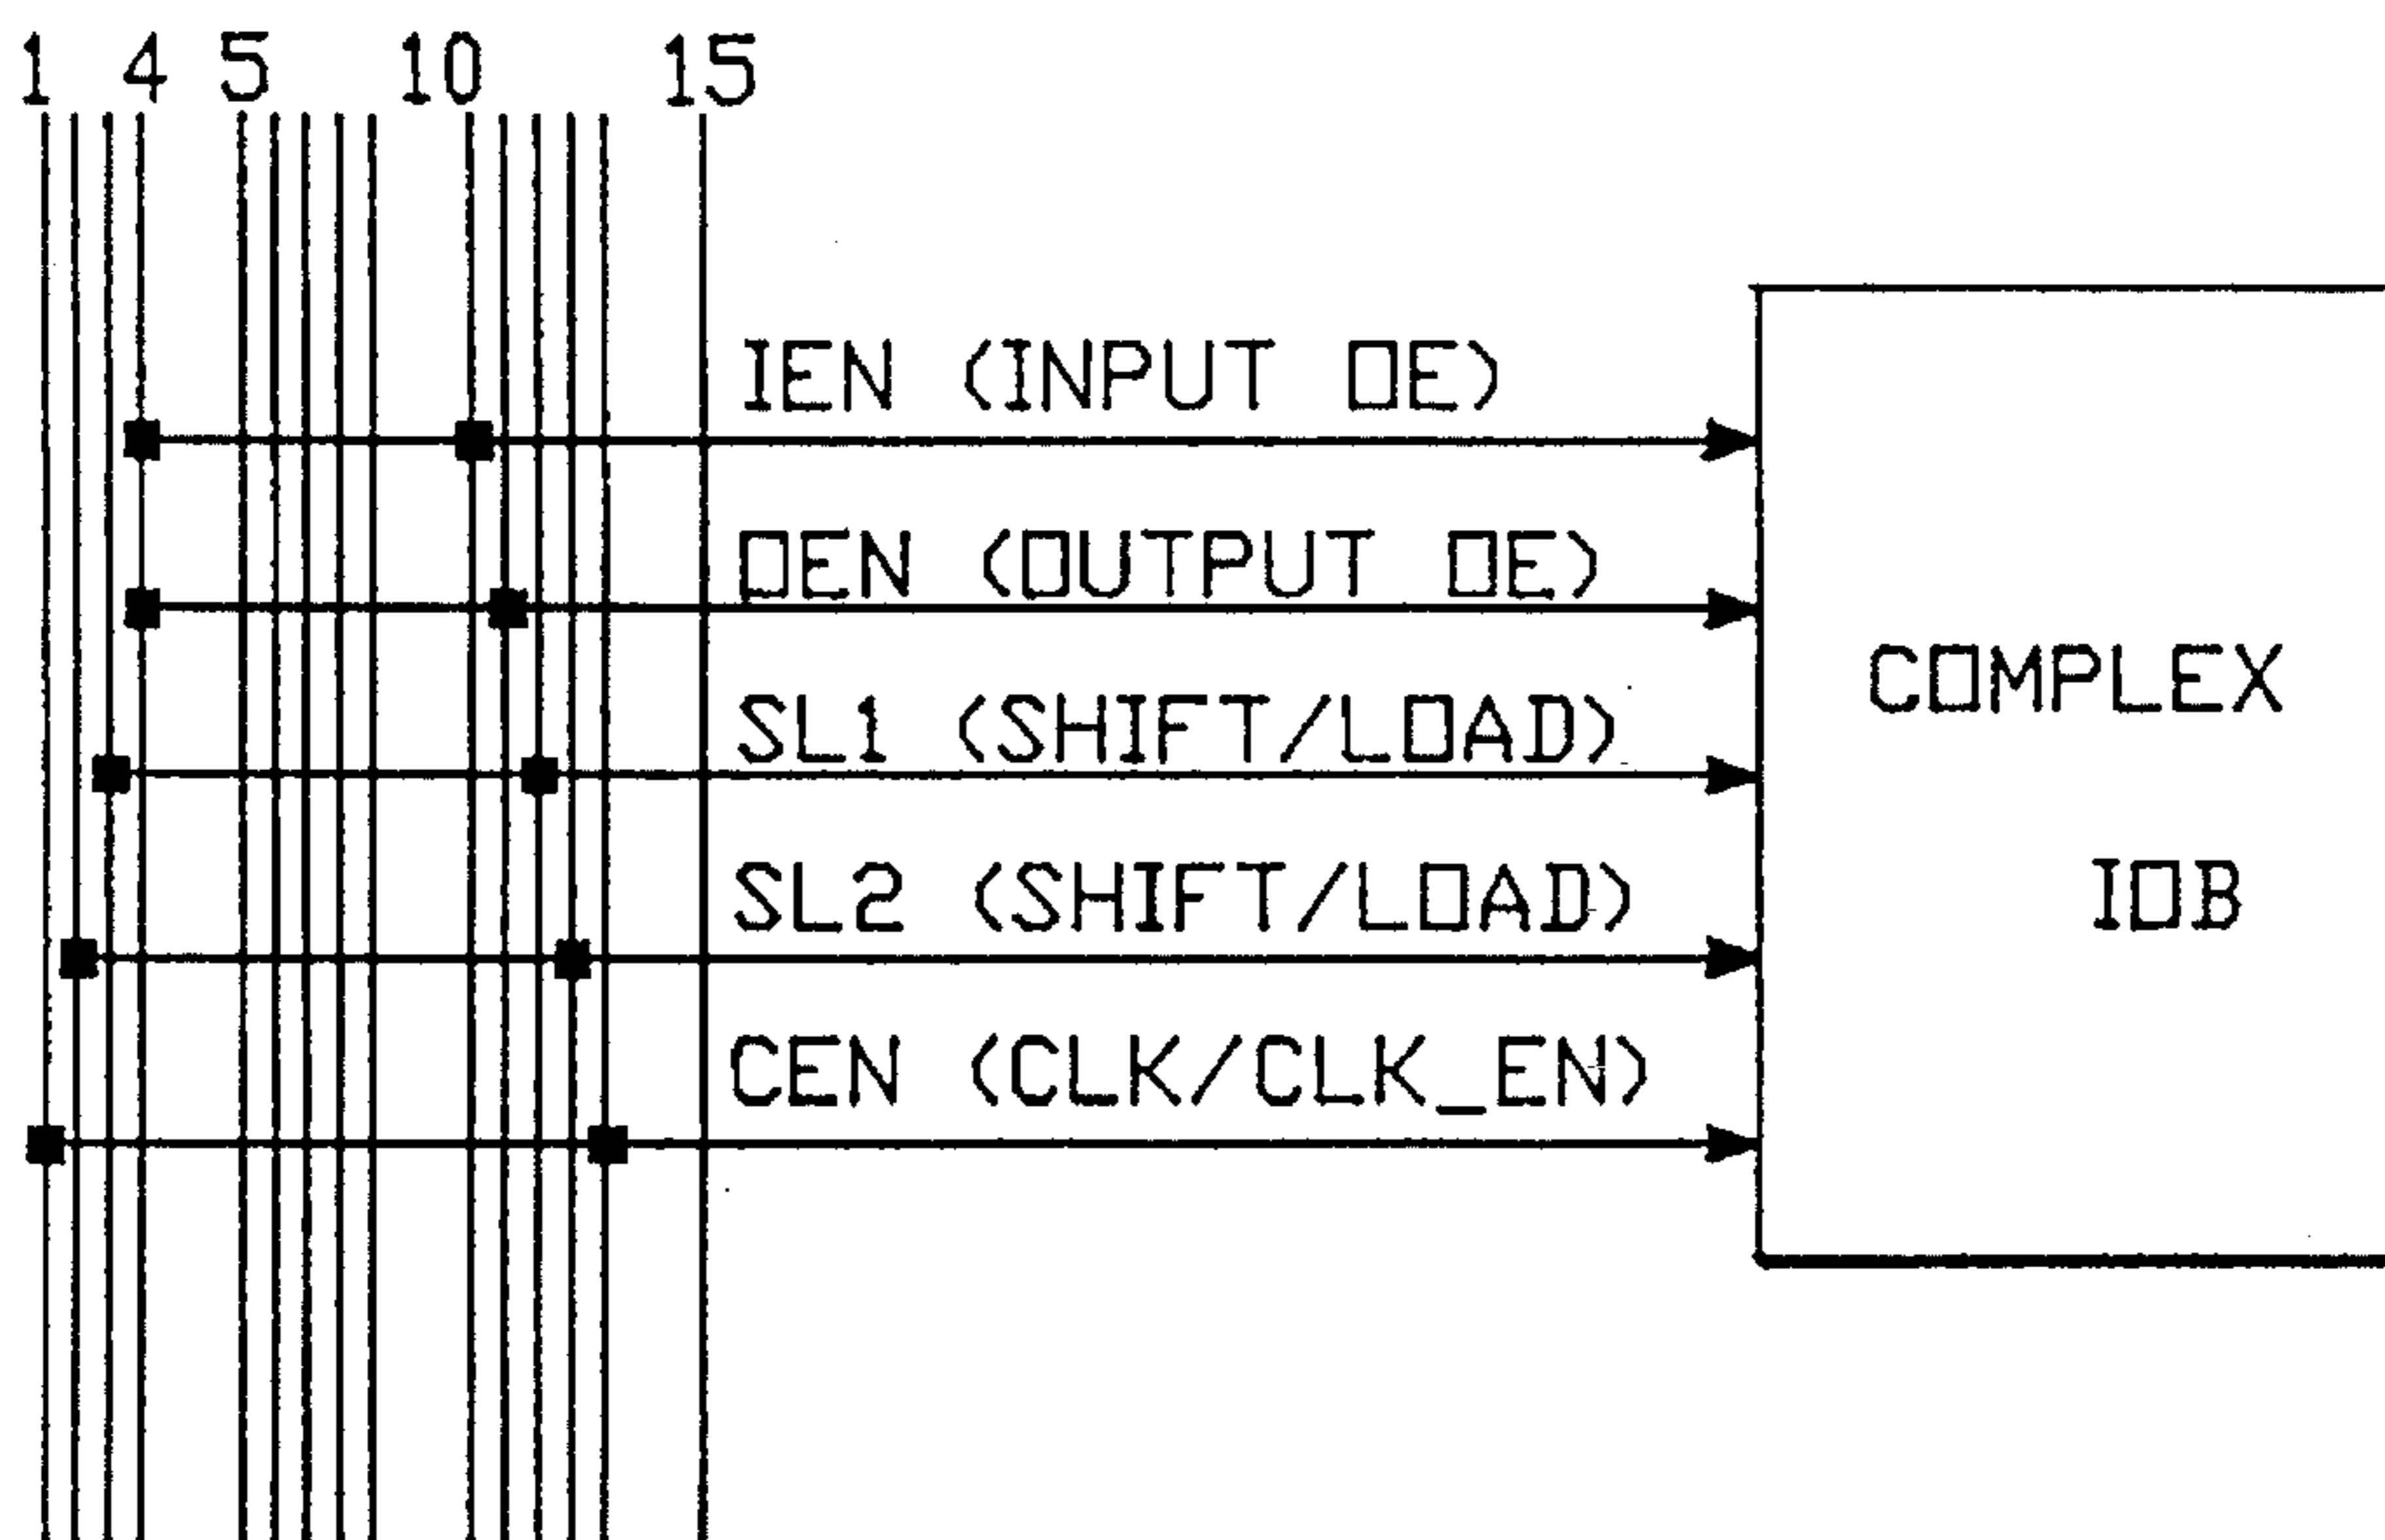 1 4 5 10 15
IEN (INPUT OE)
OEN (OUTPUT OE)
SL1 (SHIFT/LOAD)
COMPLEX
SL2 (SHIFT/LOAD)
IOB
CEN (CLK/CLK_EN)